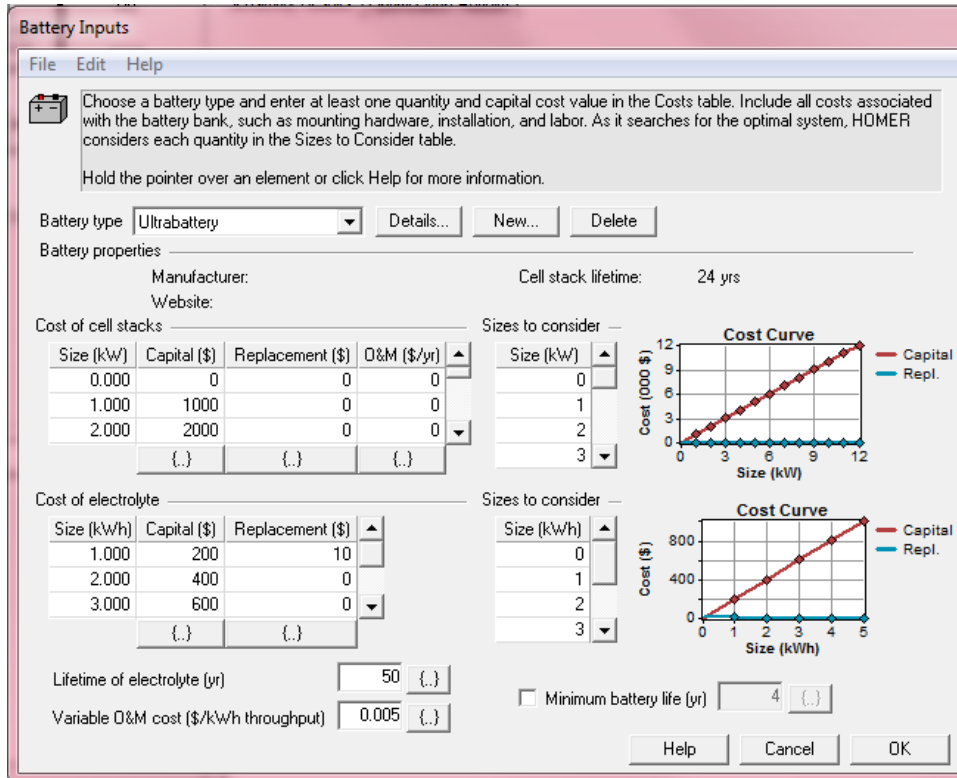 Battery Inputs
File Edit Help
Choose a battery type and enter at least one quantity and capital cost value in the Costs table. Include all costs associated
with the battery bank, such as mounting hardware, installation, and labor. As it searches for the optimal system, HOMER
considers each quantity in the Sizes to Consider table.
Hold the pointer over an element or click Help for more information.
Battery type Ultrabattery Details... New... Delete
Battery properties
Manufacturer: Cell stack lifetime: 24 yrs
Website:
Cost of cell stacks Sizes to consider
Size (kW) Capital ($) Replacement ($) O&M ($/yr)
0.000 0 0 0
1.000 1000 0 0
2.000 2000 0 0
{..} {..} {..}
Size (kW)
0
1
2
3
Cost Curve
Cost (000 $)
12
9
6
3
0
0 3 6 9 12
Size (kW)
Capital
Repl.
Cost of electrolyte Sizes to consider
Size (kWh) Capital ($) Replacement ($)
1.000 200 10
2.000 400 0
3.000 600 0
{..} {..}
Size (kWh)
0
1
2
3
Cost Curve
Cost ($)
800
400
0
0 1 2 3 4 5
Size (kWh)
Capital
Repl.
Lifetime of electrolyte (yr) 50 {..}
Variable O&M cost ($/kWh throughput) 0.005 {..}
Minimum battery life (yr) 4 {..}
Help Cancel OK